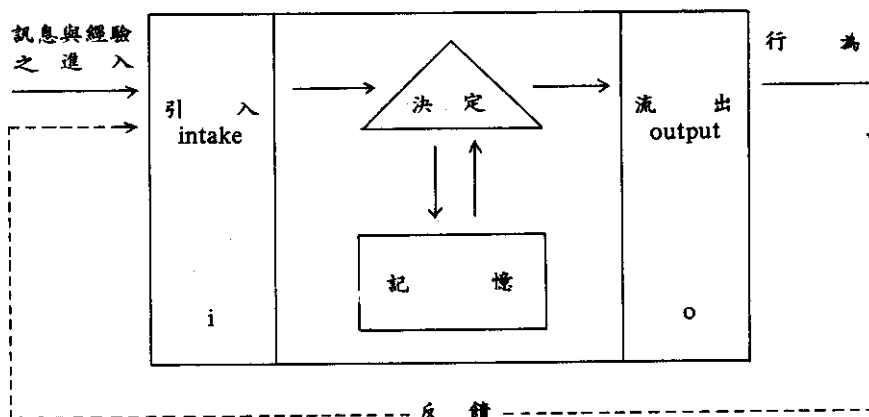 訊息與經驗
之進入
行為
引入
intake
決定
流出
output
記憶
i
o
反饋